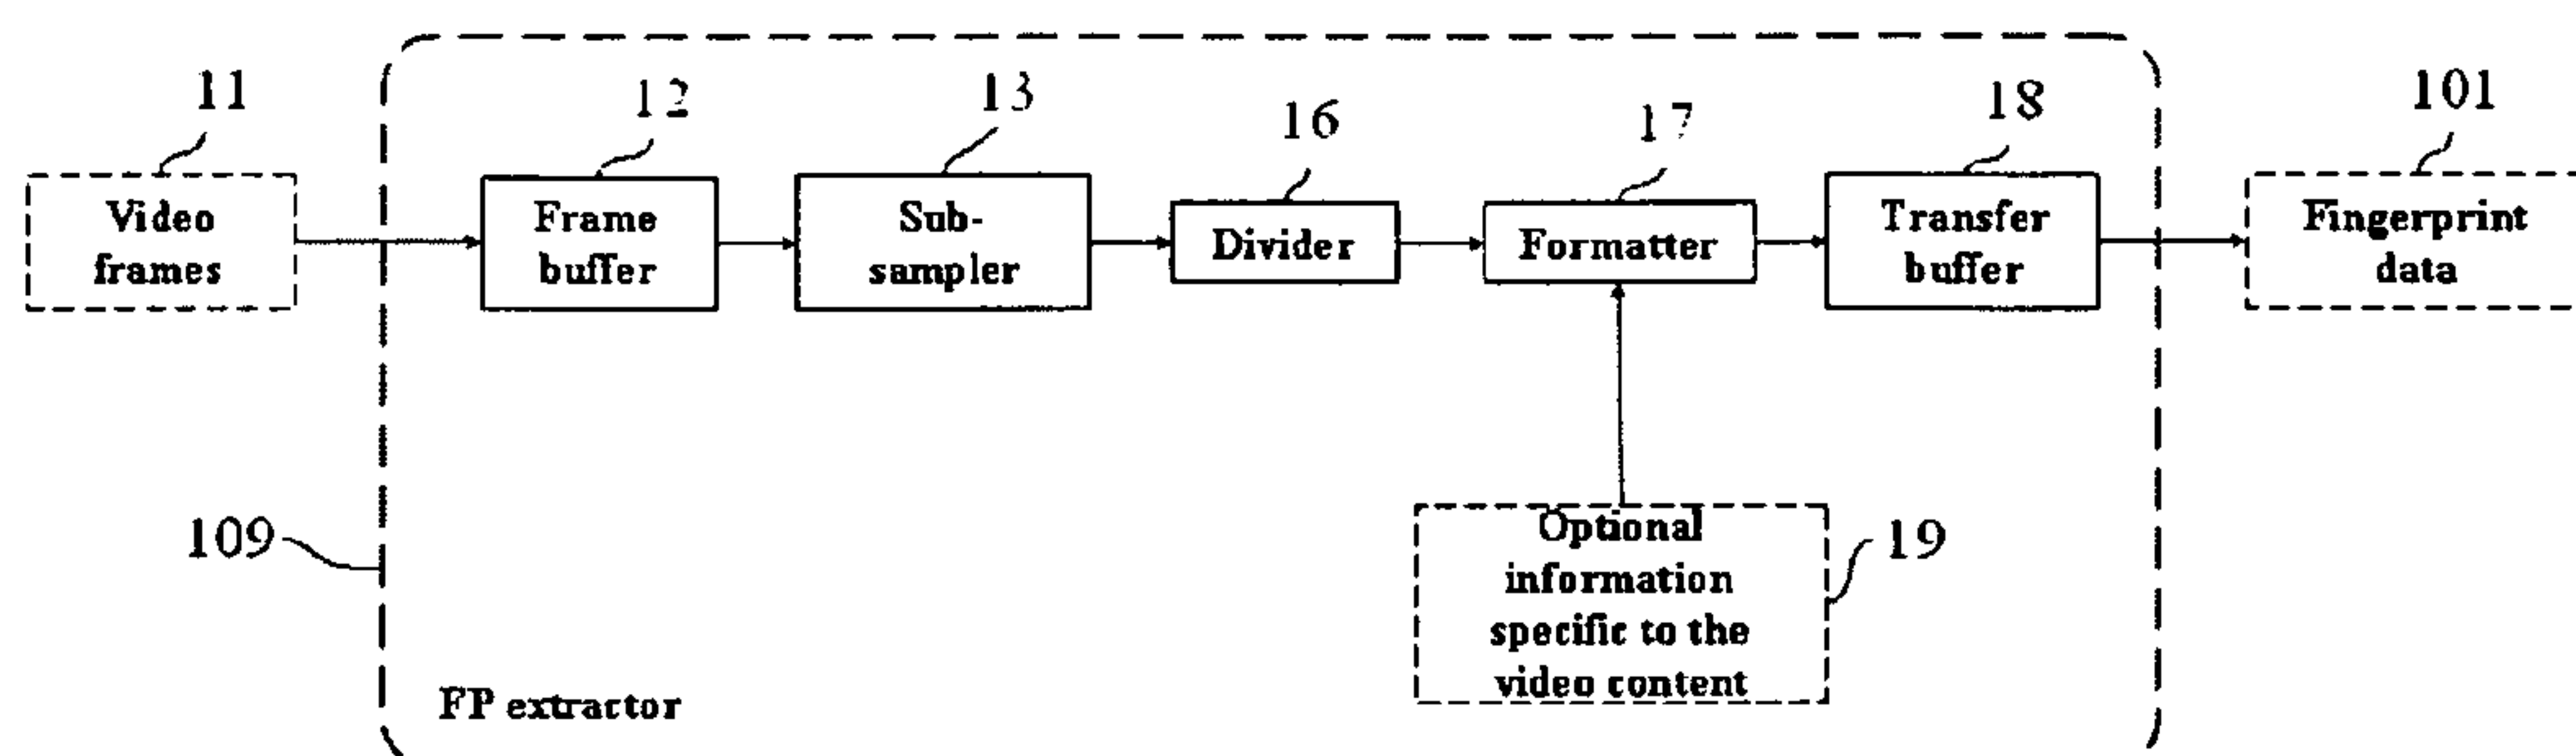 11
12
13
16
17
18
101
Video
frames
Frame
buffer
Sub-
sampler
Divider
Formatter
Transfer
buffer
Fingerprint
data
109
Optional
information
specific to the
video content
19
FP extractor